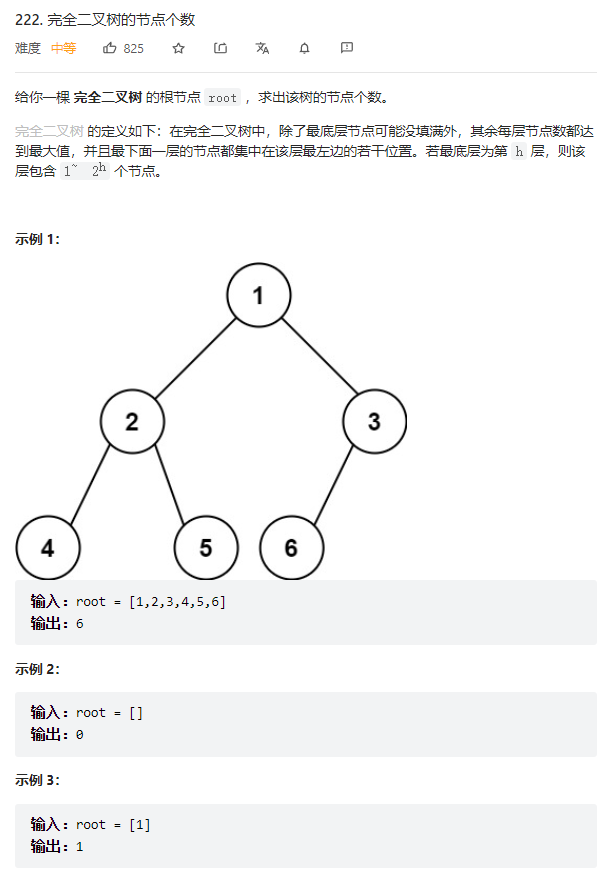 222. 完全二叉树的节点个数
难度 中等 825
给你一棵 完全二叉树 的根节点 root ，求出该树的节点个数。
完全二叉树 的定义如下：在完全二叉树中，除了最底层节点可能没填满外，其余每层节点数都达
到最大值，并且最下面一层的节点都集中在该层最左边的若干位置。若最底层为第 h 层，则该
层包含 1~ 2^h 个节点。
示例 1：
1
2 3
4 5 6
输入：root = [1,2,3,4,5,6]
输出：6
示例 2：
输入：root = []
输出：0
示例 3：
输入：root = [1]
输出：1